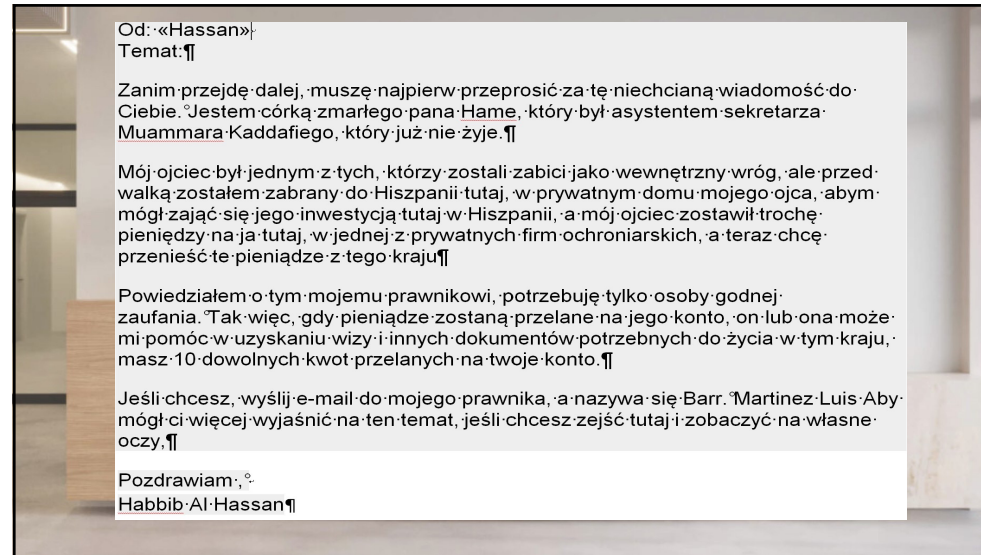 Od: «Hassan»
Temat:¶
Zanim przejdę dalej, muszę najpierw przeprosić za tę niechcianą wiadomość do
Ciebie. Jestem córką zmarłego pana Hame, który był asystentem sekretarza
Muammara Kaddafiego, który już nie żyje.¶
Mój ojciec był jednym z tych, którzy zostali zabici jako wewnętrzny wróg, ale przed
walką zostałem zabrany do Hiszpanii tutaj, w prywatnym domu mojego ojca, abym
mógł zająć się jego inwestycją tutaj w Hiszpanii, a mój ojciec zostawił trochę
pieniędzy na ja tutaj, w jednej z prywatnych firm ochroniarskich, a teraz chcę
przenieść te pieniądze z tego kraju¶
Powiedziałem o tym mojemu prawnikowi, potrzebuję tylko osoby godnej
zaufania. Tak więc, gdy pieniądze zostaną przelane na jego konto, on lub ona może
mi pomóc w uzyskaniu wizy i innych dokumentów potrzebnych do życia w tym kraju,
masz 10 dowolnych kwot przelanych na twoje konto.¶
Jeśli chcesz, wyślij e-mail do mojego prawnika, a nazywa się Barr. Martinez Luis Aby
mógł ci więcej wyjaśnić na ten temat, jeśli chcesz zejść tutaj i zobaczyć na własne
oczy,¶
Pozdrawiam ,
Habbib Al Hassan¶